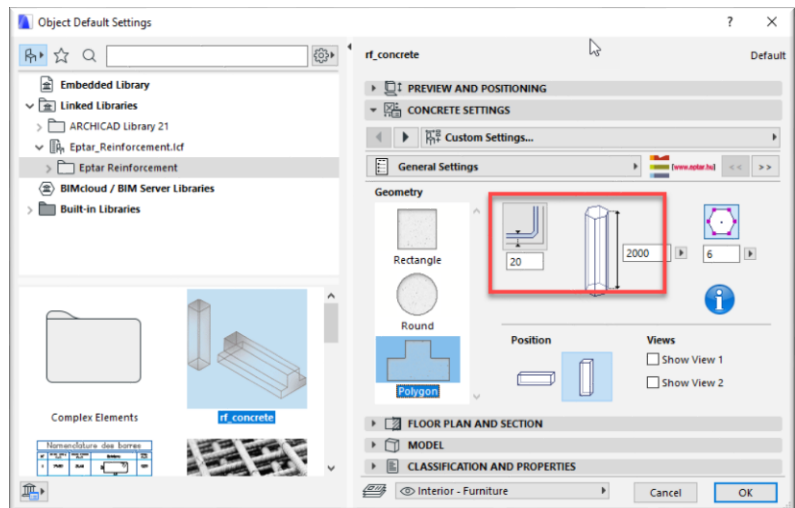 Object Default Settings
? ×
rf_concrete
Default
Embedded Library
Linked Libraries
ARCHICAD Library 21
Eptar_Reinforcement.lcf
Eptar Reinforcement
BIMcloud / BIM Server Libraries
Built-in Libraries
PREVIEW AND POSITIONING
CONCRETE SETTINGS
Custom Settings...
General Settings
[www.eptar.hu]
<< >>
Geometry
Rectangle
Round
Polygon
20
2000
6
Position
Views
Show View 1
Show View 2
Complex Elements
rf_concrete
Nomenclature des barres
FLOOR PLAN AND SECTION
MODEL
CLASSIFICATION AND PROPERTIES
Interior - Furniture
Cancel
OK